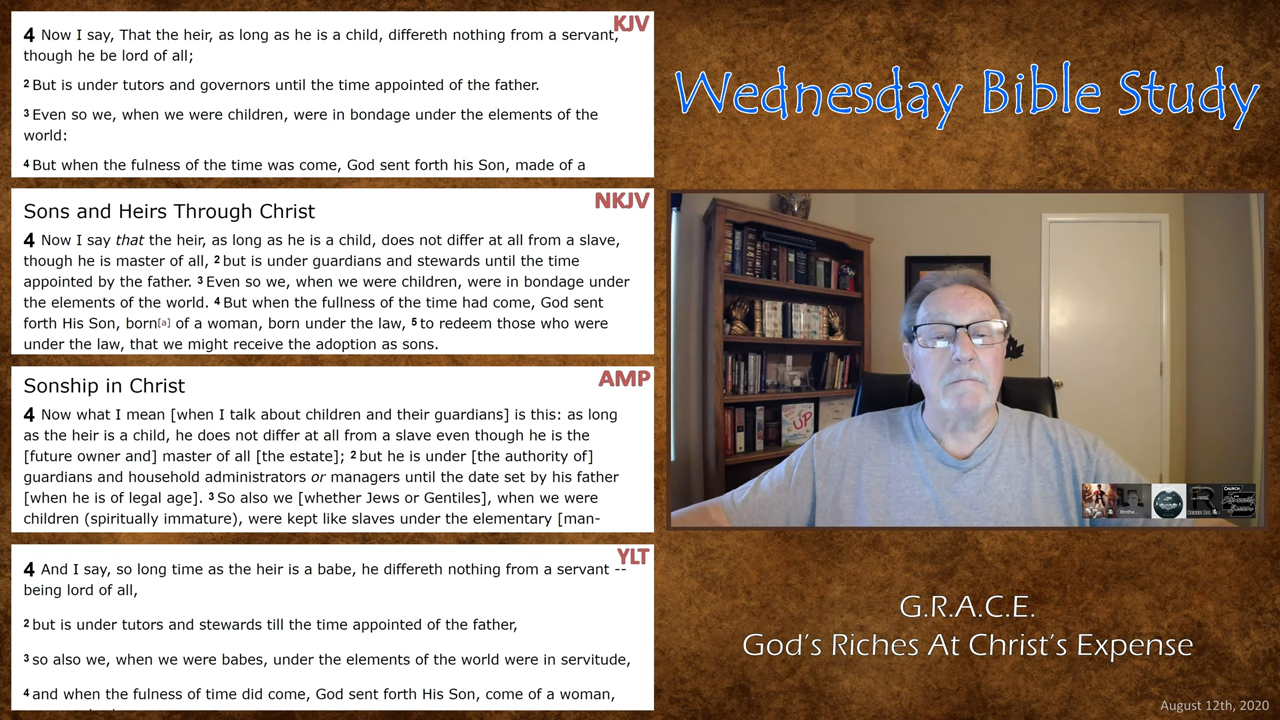 KJV
4 Now I say, That the heir, as long as he is a child, differeth nothing from a servant,
though he be lord of all;
2 But is under tutors and governors until the time appointed of the father.
3 Even so we, when we were children, were in bondage under the elements of the
world:
4 But when the fulness of the time was come, God sent forth his Son, made of a
NKJV
Sons and Heirs Through Christ
4 Now I say that the heir, as long as he is a child, does not differ at all from a slave,
though he is master of all, 2 but is under guardians and stewards until the time
appointed by the father. 3 Even so we, when we were children, were in bondage under
the elements of the world. 4 But when the fullness of the time had come, God sent
forth His Son, born[a] of a woman, born under the law, 5 to redeem those who were
under the law, that we might receive the adoption as sons.
AMP
Sonship in Christ
4 Now what I mean [when I talk about children and their guardians] is this: as long
as the heir is a child, he does not differ at all from a slave even though he is the
[future owner and] master of all [the estate]; 2 but he is under [the authority of]
guardians and household administrators or managers until the date set by his father
[when he is of legal age]. 3 So also we [whether Jews or Gentiles], when we were
children (spiritually immature), were kept like slaves under the elementary [man-
YLT
4 And I say, so long time as the heir is a babe, he differeth nothing from a servant --
being lord of all,
2 but is under tutors and stewards till the time appointed of the father,
3 so also we, when we were babes, under the elements of the world were in servitude,
4 and when the fulness of time did come, God sent forth His Son, come of a woman,
Wednesday Bible Study
UP
CHURCH
G.R.A.C.E.
God's Riches At Christ's Expense
August 12th, 2020